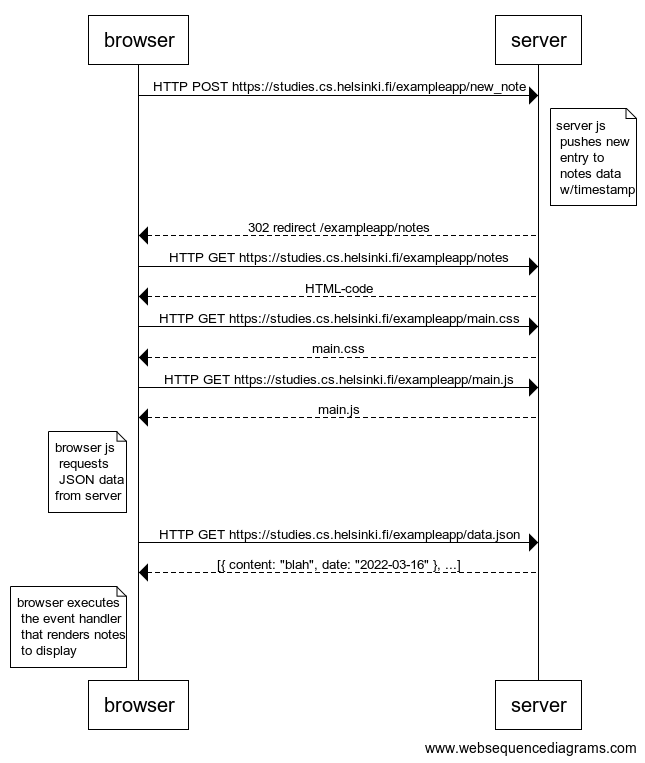 browser
server
HTTP POST https://studies.cs.helsinki.fi/exampleapp/new_note
server js
pushes new
entry to
notes data
w/timestamp
302 redirect /exampleapp/notes
HTTP GET https://studies.cs.helsinki.fi/exampleapp/notes
HTML-code
HTTP GET https://studies.cs.helsinki.fi/exampleapp/main.css
main.css
HTTP GET https://studies.cs.helsinki.fi/exampleapp/main.js
main.js
browser js
requests
JSON data
from server
HTTP GET https://studies.cs.helsinki.fi/exampleapp/data.json
[{ content: "blah", date: "2022-03-16" }, ...]
browser executes
the event handler
that renders notes
to display
browser
server
www.websequencediagrams.com